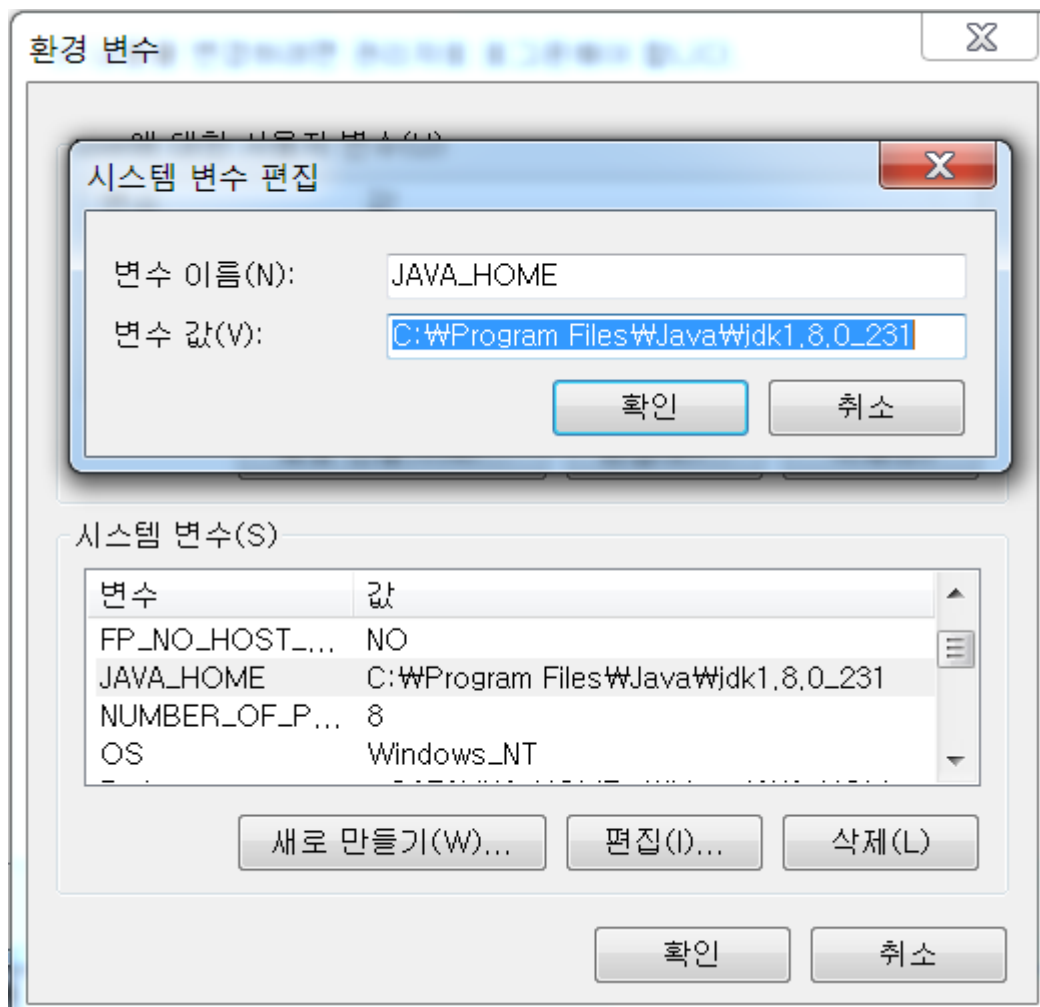 환경 변수
시스템 변수 편집
변수 이름(N):
JAVA_HOME
변수 값(V):
C:₩Program Files₩Java₩jdk1.8.0_231
확인
취소
시스템 변수(S)
변수 값
FP_NO_HOST_... NO
JAVA_HOME C:₩Program Files₩Java₩jdk1.8.0_231
NUMBER_OF_P... 8
OS Windows_NT
새로 만들기(W)...
편집(I)...
삭제(L)
확인
취소